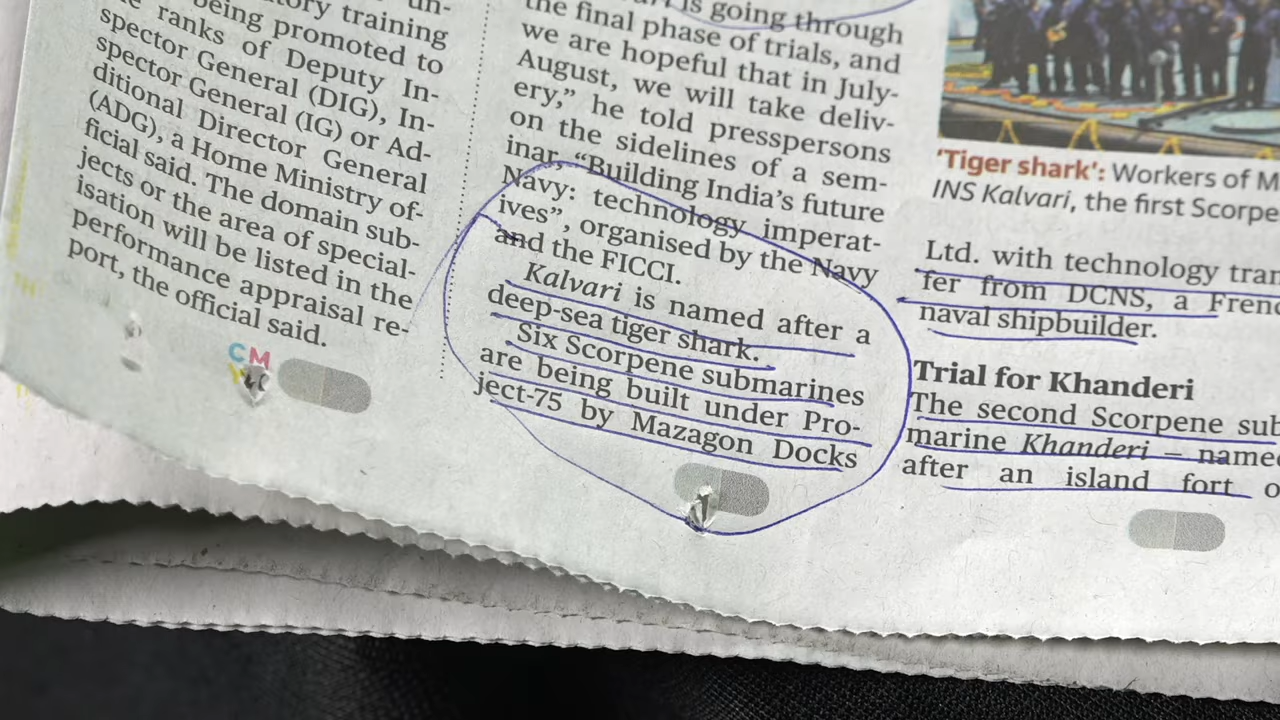 ory training
being promoted to
ranks of Deputy In-
spector General (DIG), In-
spector General (IG) or Ad-
ditional Director General
(ADG), a Home Ministry of-
ficial said. The domain sub-
jects or the area of special-
isation will be listed in the
performance appraisal re-
port, the official said.
CM
is going through
the final phase of trials, and
we are hopeful that in July-
August, we will take deliv-
ery,” he told presspersons
on the sidelines of a sem-
inar, “Building India’s future
Navy: technology imperat-
ives”, organised by the Navy
and the FICCI.
Kalvari is named after a
deep-sea tiger shark.
Six Scorpene submarines
are being built under Pro-
ject-75 by Mazagon Docks
‘Tiger shark’: Workers of M
INS Kalvari, the first Scorpe
Ltd. with technology tran
fer from DCNS, a Frenc
naval shipbuilder.
Trial for Khanderi
The second Scorpene sub
marine Khanderi – name
after an island fort o